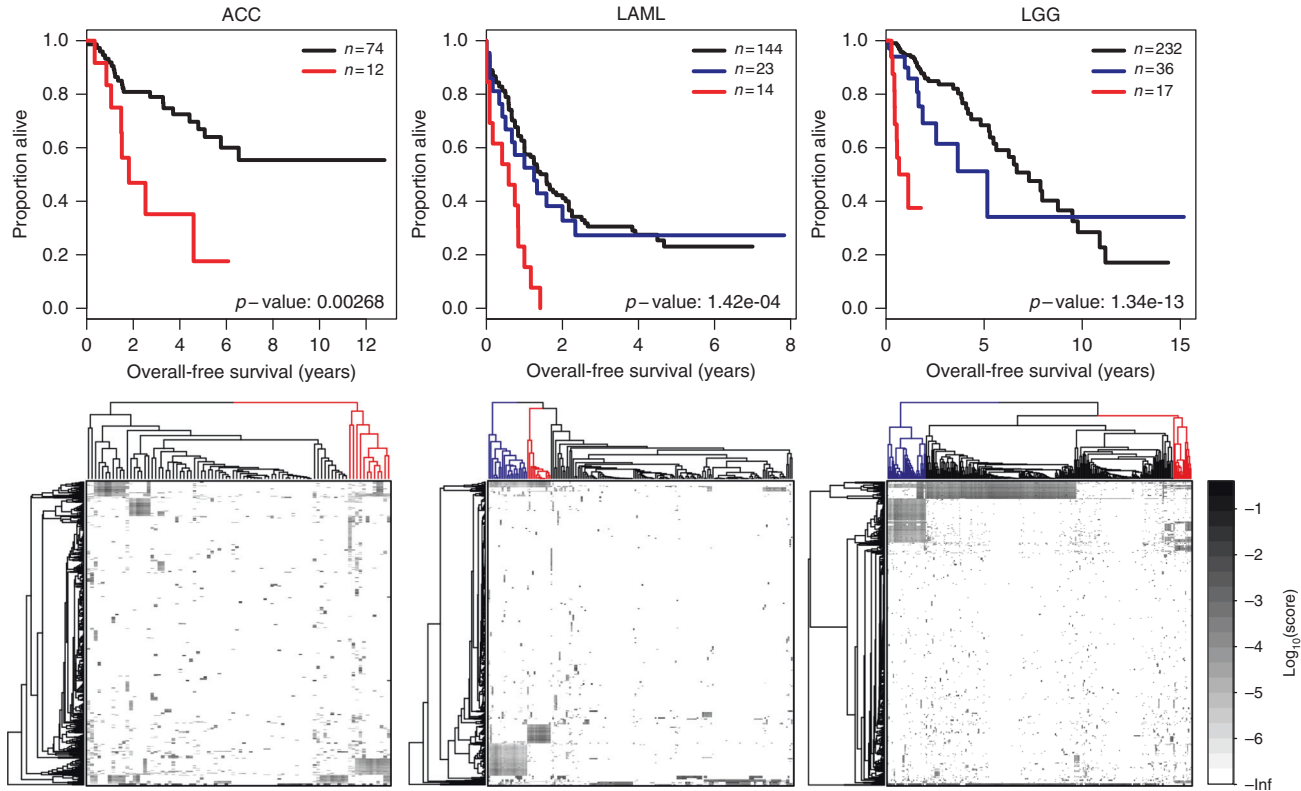 ACC
LAML
LGG
Proportion alive
1.0
0.8
0.6
0.4
0.2
0.0
n=74
n=12
p–value: 0.00268
0 2 4 6 8 10 12
Overall-free survival (years)
Proportion alive
1.0
0.8
0.6
0.4
0.2
0.0
n=144
n=23
n=14
p–value: 1.42e-04
0 2 4 6 8
Overall-free survival (years)
Proportion alive
1.0
0.8
0.6
0.4
0.2
0.0
n=232
n=36
n=17
p–value: 1.34e-13
0 5 10 15
Overall-free survival (years)
–1
–2
–3
–4
–5
–6
–Inf
Log10(score)